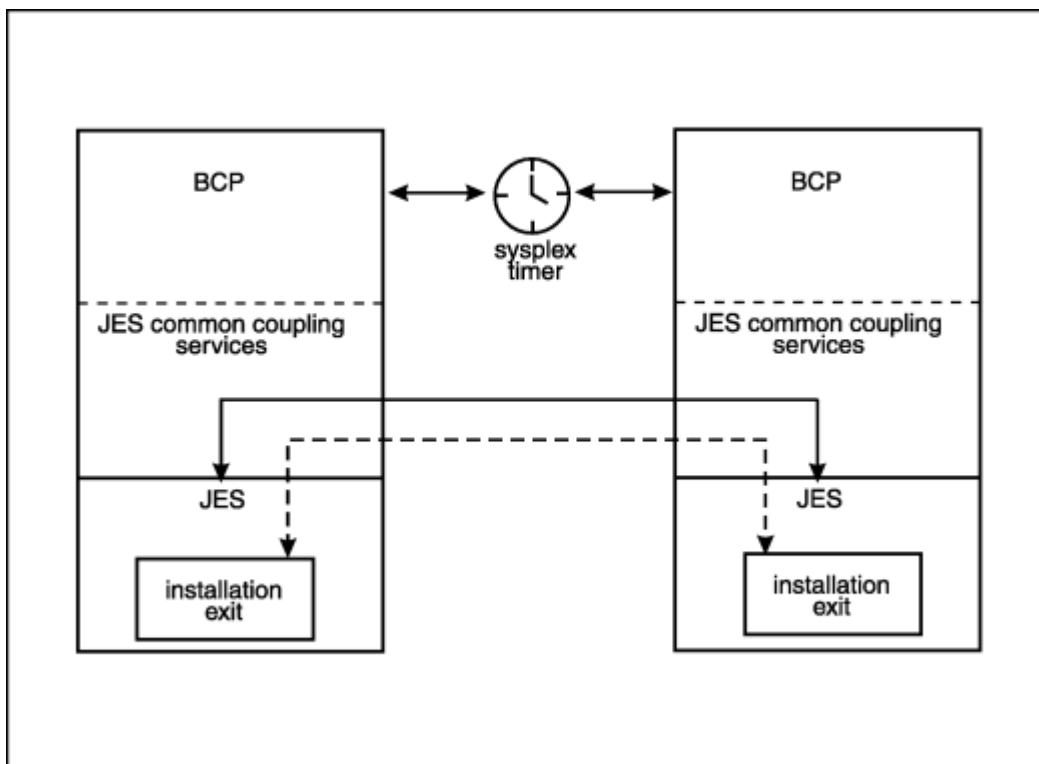 BCP
BCP
sysplex
timer
JES common coupling
services
JES common coupling
services
JES
JES
installation
exit
installation
exit